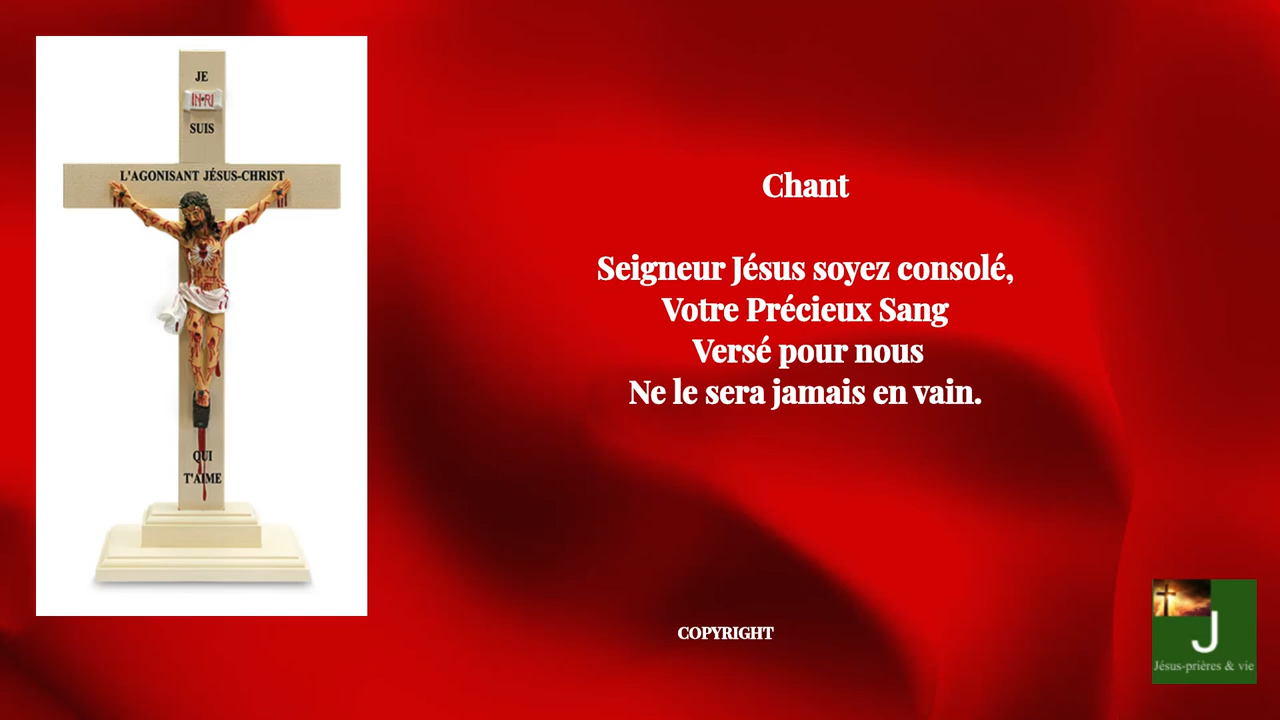 JE
INRI
SUIS
L'AGONISANT JÉSUS-CHRIST
QUI
T'AIME
Chant
Seigneur Jésus soyez consolé,
Votre Précieux Sang
Versé pour nous
Ne le sera jamais en vain.
COPYRIGHT
J
Jésus-prières & vie